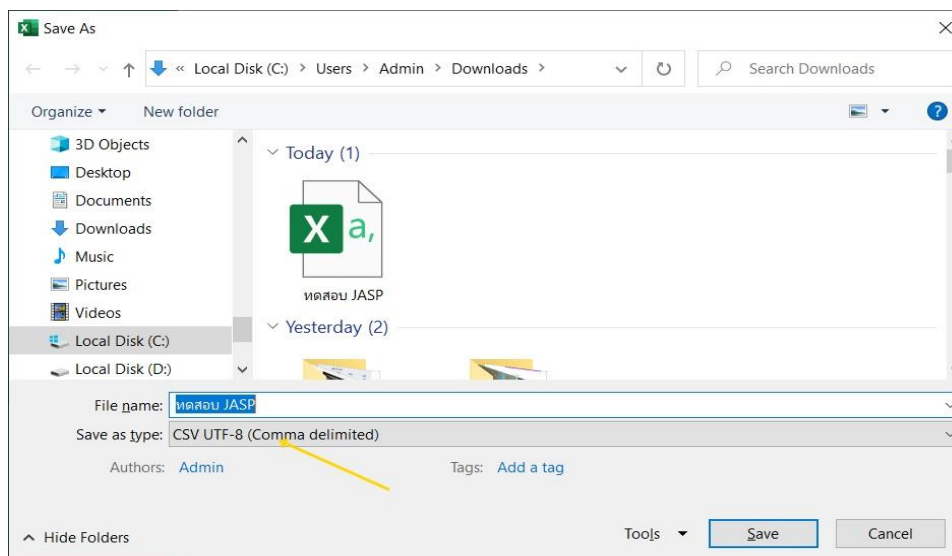 Save As
« Local Disk (C:) > Users > Admin > Downloads >
Search Downloads
Organize
New folder
3D Objects
Desktop
Documents
Downloads
Music
Pictures
Videos
Local Disk (C:)
Local Disk (D:)
Today (1)
X a,
ทดสอบ JASP
Yesterday (2)
File name: ทดสอบ JASP
Save as type: CSV UTF-8 (Comma delimited)
Authors: Admin
Tags: Add a tag
Hide Folders
Tools
Save
Cancel